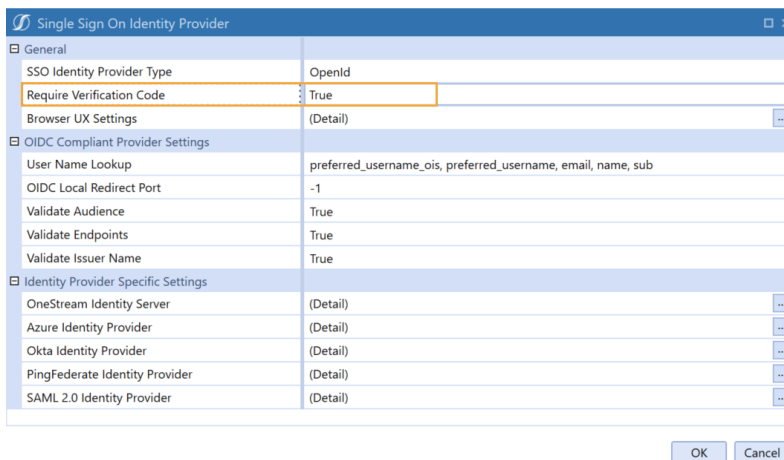 Single Sign On Identity Provider
General
SSO Identity Provider Type OpenId
Require Verification Code True
Browser UX Settings (Detail) ...
OIDC Compliant Provider Settings
User Name Lookup preferred_username_ois, preferred_username, email, name, sub
OIDC Local Redirect Port -1
Validate Audience True
Validate Endpoints True
Validate Issuer Name True
Identity Provider Specific Settings
OneStream Identity Server (Detail) ...
Azure Identity Provider (Detail) ...
Okta Identity Provider (Detail) ...
PingFederate Identity Provider (Detail) ...
SAML 2.0 Identity Provider (Detail) ...
OK Cancel